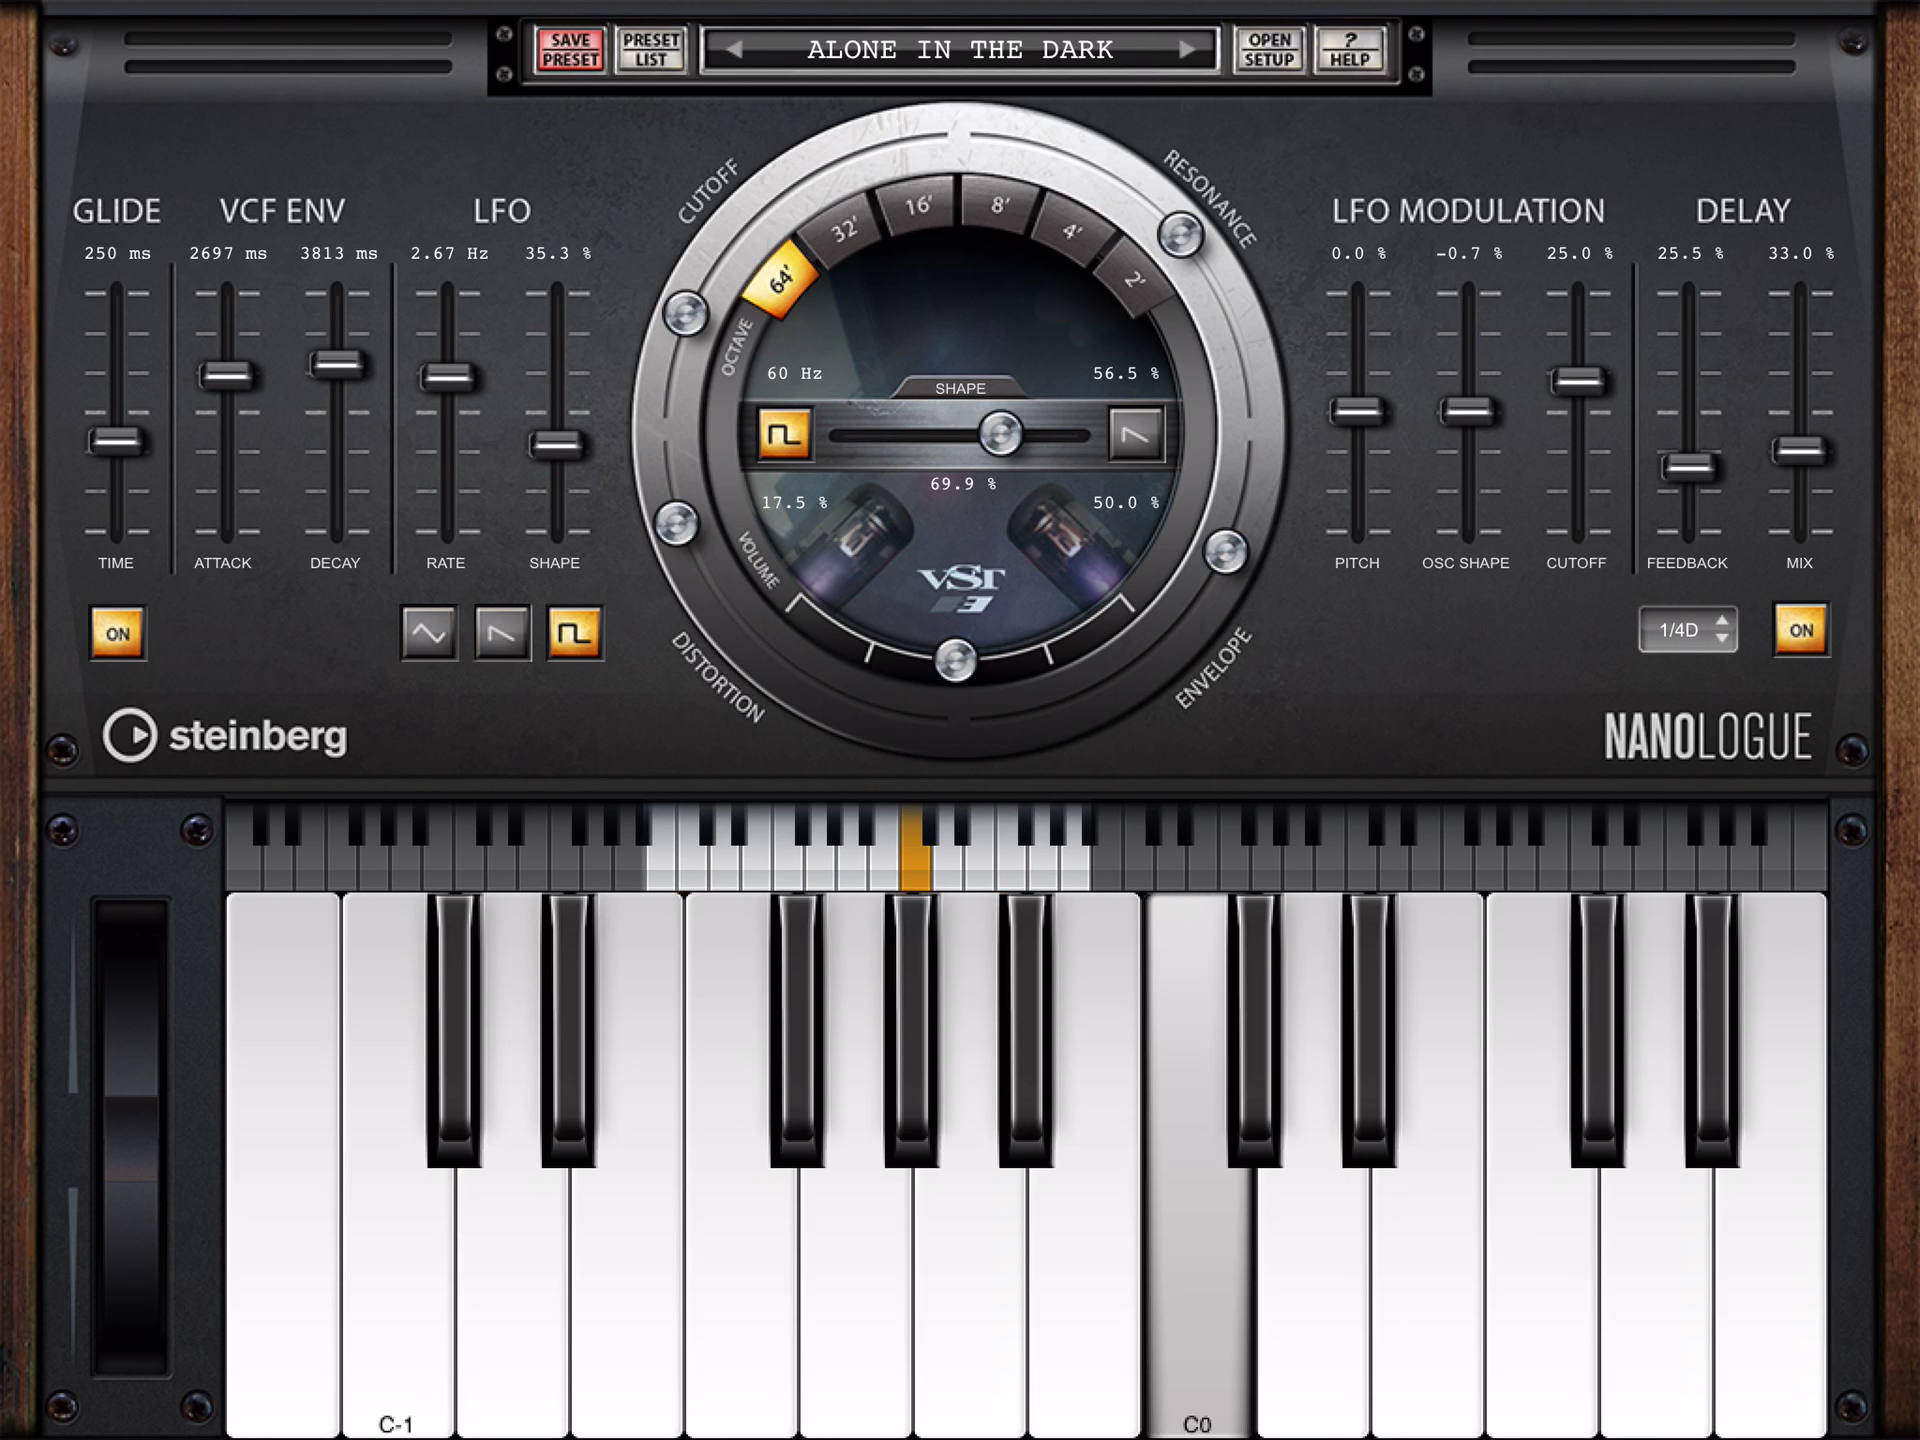 SAVE
PRESET
PRESET
LIST
ALONE IN THE DARK
OPEN
SETUP
?
HELP
GLIDE
VCF ENV
LFO
250 ms
2697 ms
3813 ms
2.67 Hz
35.3 %
TIME
ATTACK
DECAY
RATE
SHAPE
ON
CUTOFF
RESONANCE
64'
32'
16'
8'
4'
2'
OCTAVE
60 Hz
56.5 %
SHAPE
69.9 %
17.5 %
50.0 %
VOLUME
VST
3
DISTORTION
ENVELOPE
LFO MODULATION
DELAY
0.0 %
-0.7 %
25.0 %
25.5 %
33.0 %
PITCH
OSC SHAPE
CUTOFF
FEEDBACK
MIX
1/4D
ON
steinberg
NANOLOGUE
C-1
C0